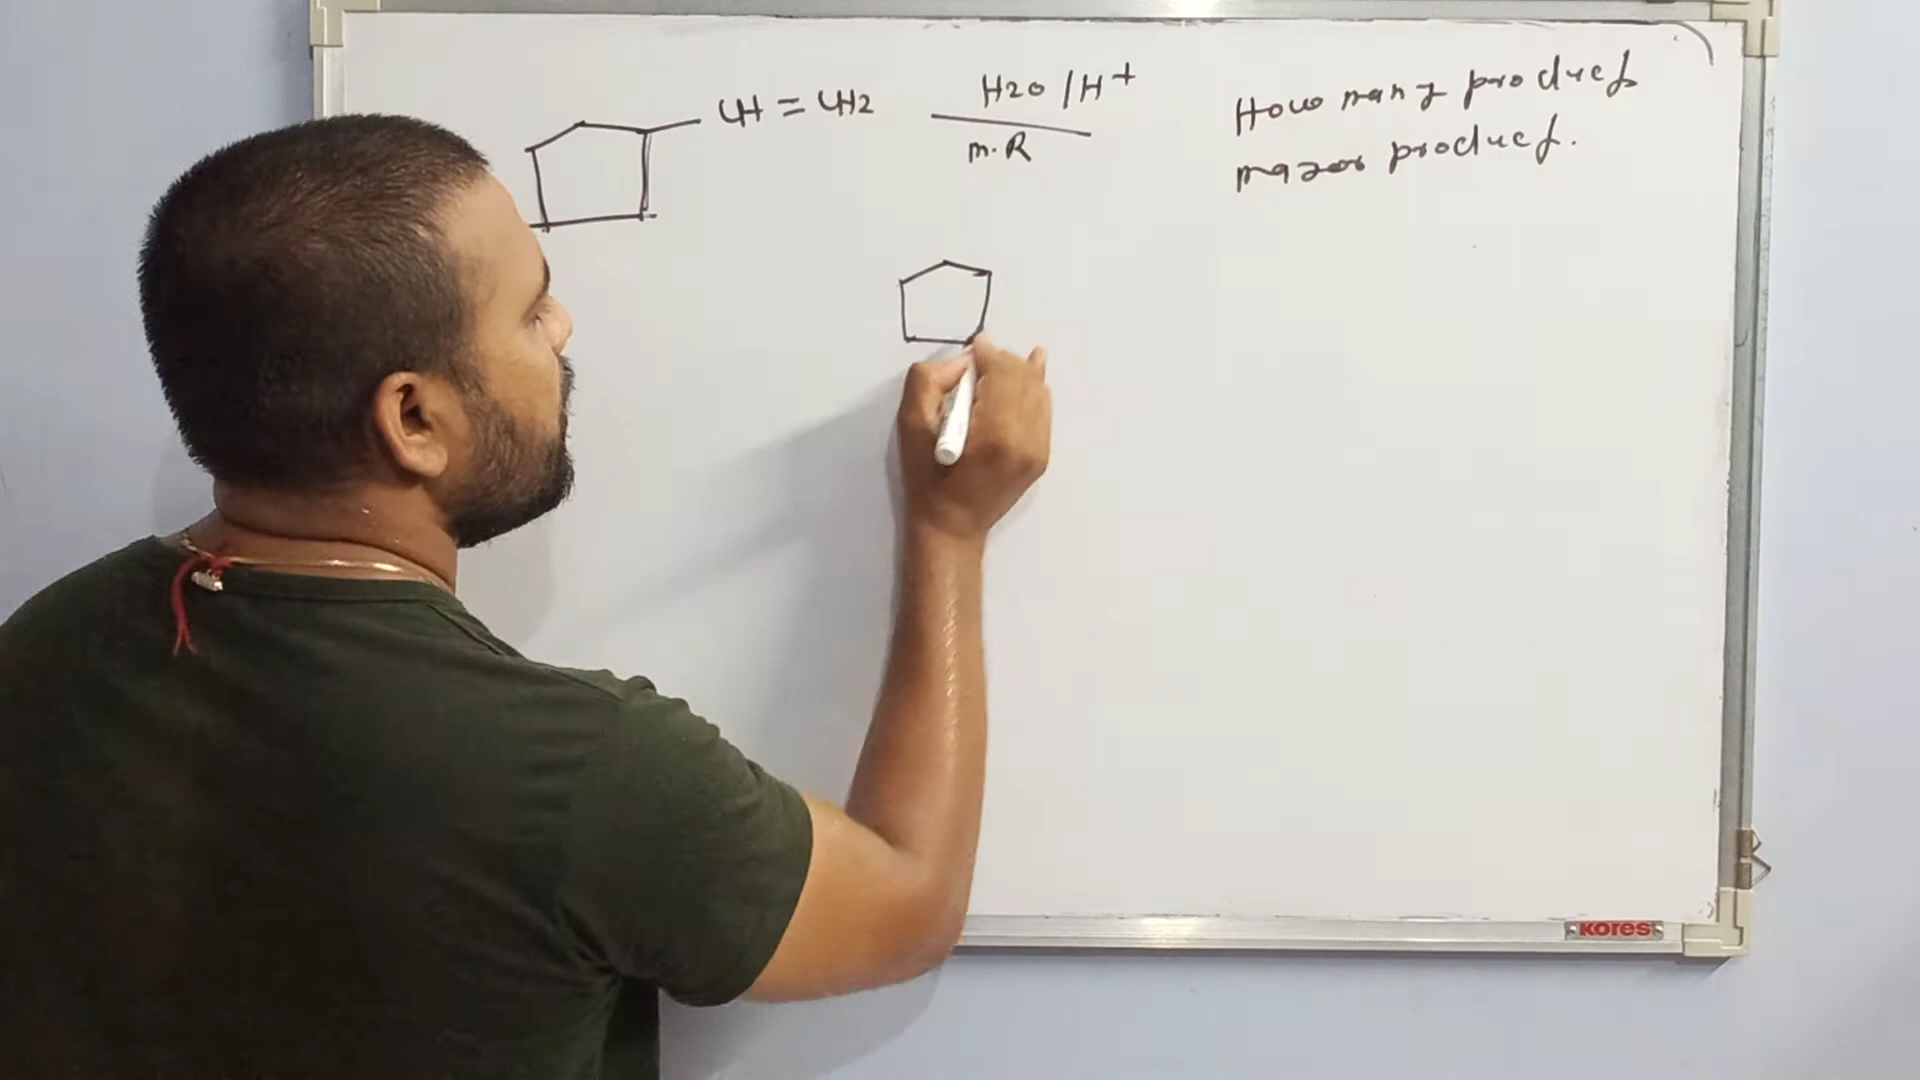 CH = CH2
H2O / H+
M.R
How many product
major product.
KORES